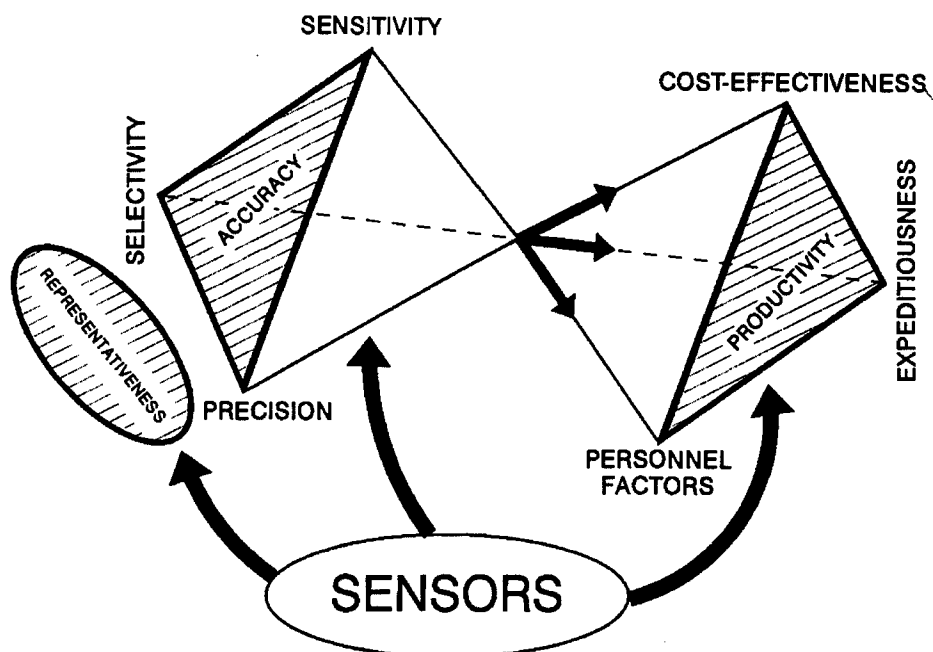 SENSITIVITY
COST-EFFECTIVENESS
SELECTIVITY
ACCURACY
EXPEDITIOUSNESS
PRODUCTIVITY
REPRESENTATIVENESS
PRECISION
PERSONNEL
FACTORS
SENSORS